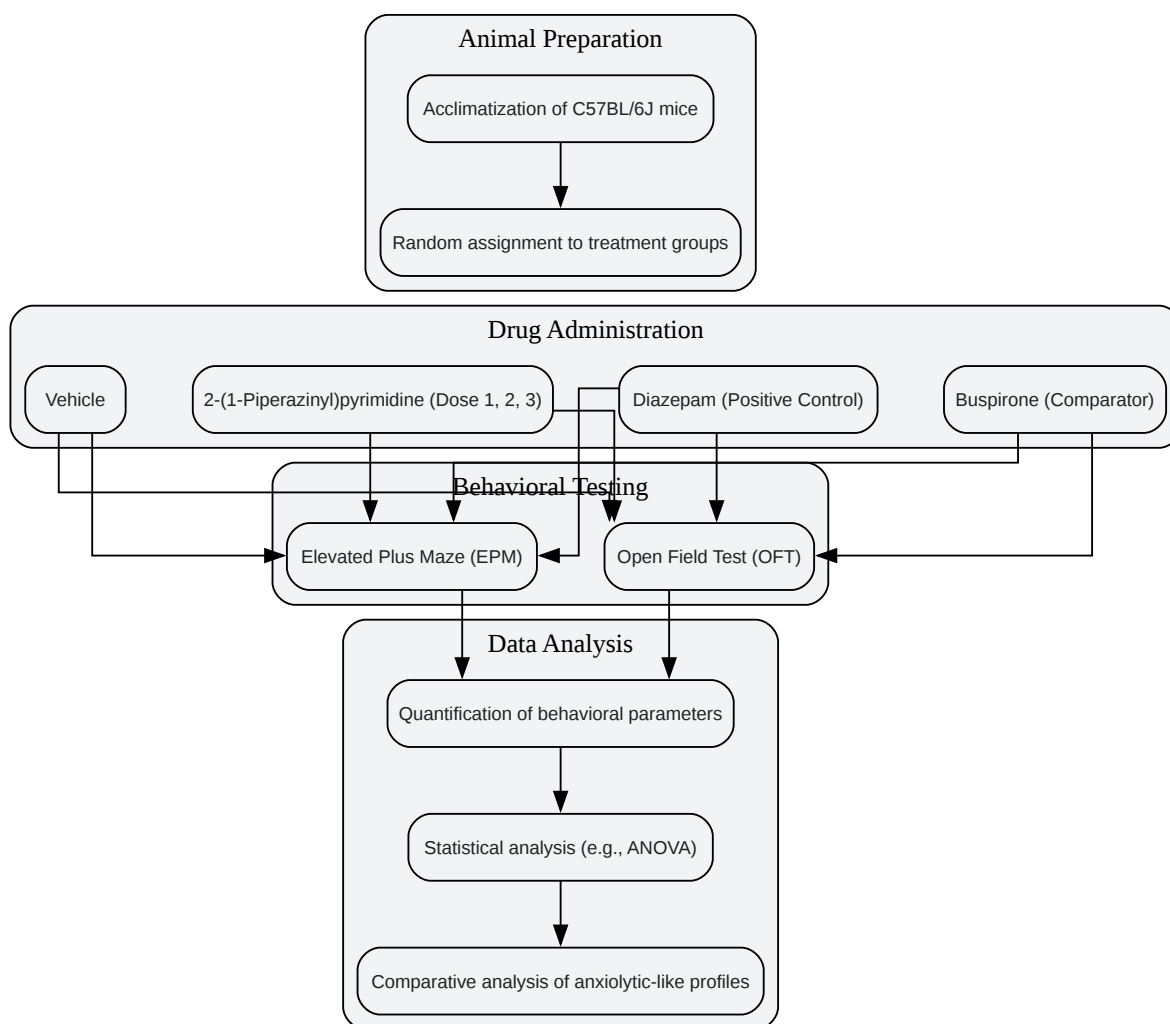 Animal Preparation
Acclimatization of C57BL/6J mice
Random assignment to treatment groups
Drug Administration
Vehicle
2-(1-Piperazinyl)pyrimidine (Dose 1, 2, 3)
Diazepam (Positive Control)
Buspirone (Comparator)
Behavioral Testing
Elevated Plus Maze (EPM)
Open Field Test (OFT)
Data Analysis
Quantification of behavioral parameters
Statistical analysis (e.g., ANOVA)
Comparative analysis of anxiolytic-like profiles